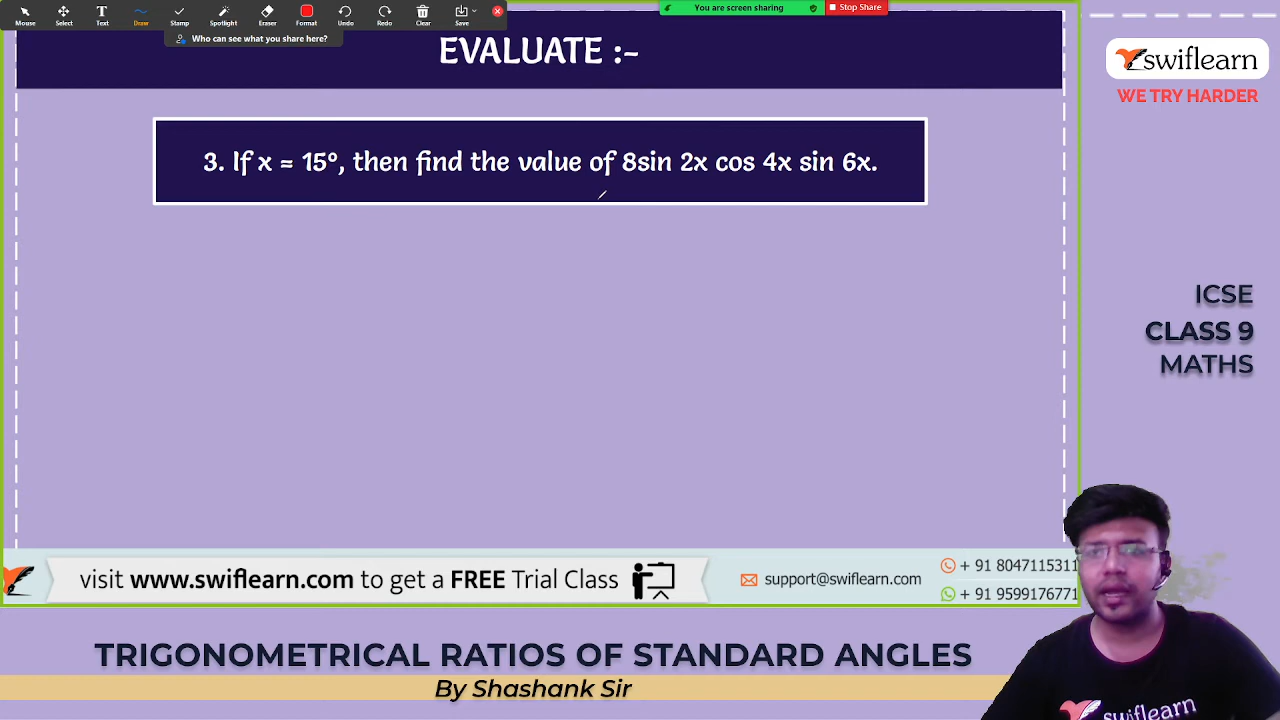 Mouse Select Text Draw Stamp Spotlight Eraser Format Undo Redo Clear Save
You are screen sharing Stop Share
Who can see what you share here?
EVALUATE :-
swiflearn
WE TRY HARDER
3. If x = 15°, then find the value of 8sin 2x cos 4x sin 6x.
ICSE
CLASS 9
MATHS
visit www.swiflearn.com to get a FREE Trial Class
support@swiflearn.com
+ 91 8047115311
+ 91 9599176771
TRIGONOMETRICAL RATIOS OF STANDARD ANGLES
By Shashank Sir
swiflearn